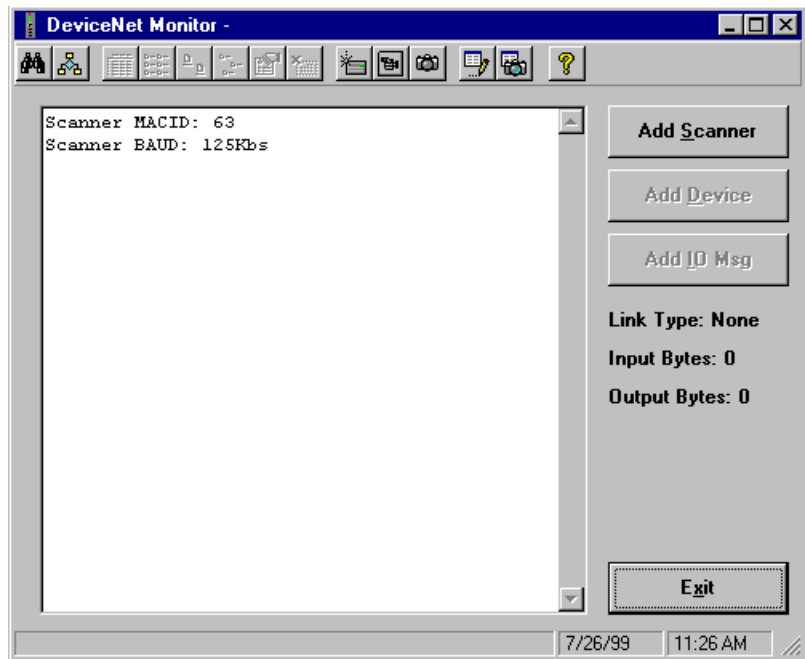 DeviceNet Monitor -
Scanner MACID: 63
Scanner BAUD: 125Kbs
Add Scanner
Add Device
Add IO Msg
Link Type: None
Input Bytes: 0
Output Bytes: 0
Exit
7/26/99
11:26 AM